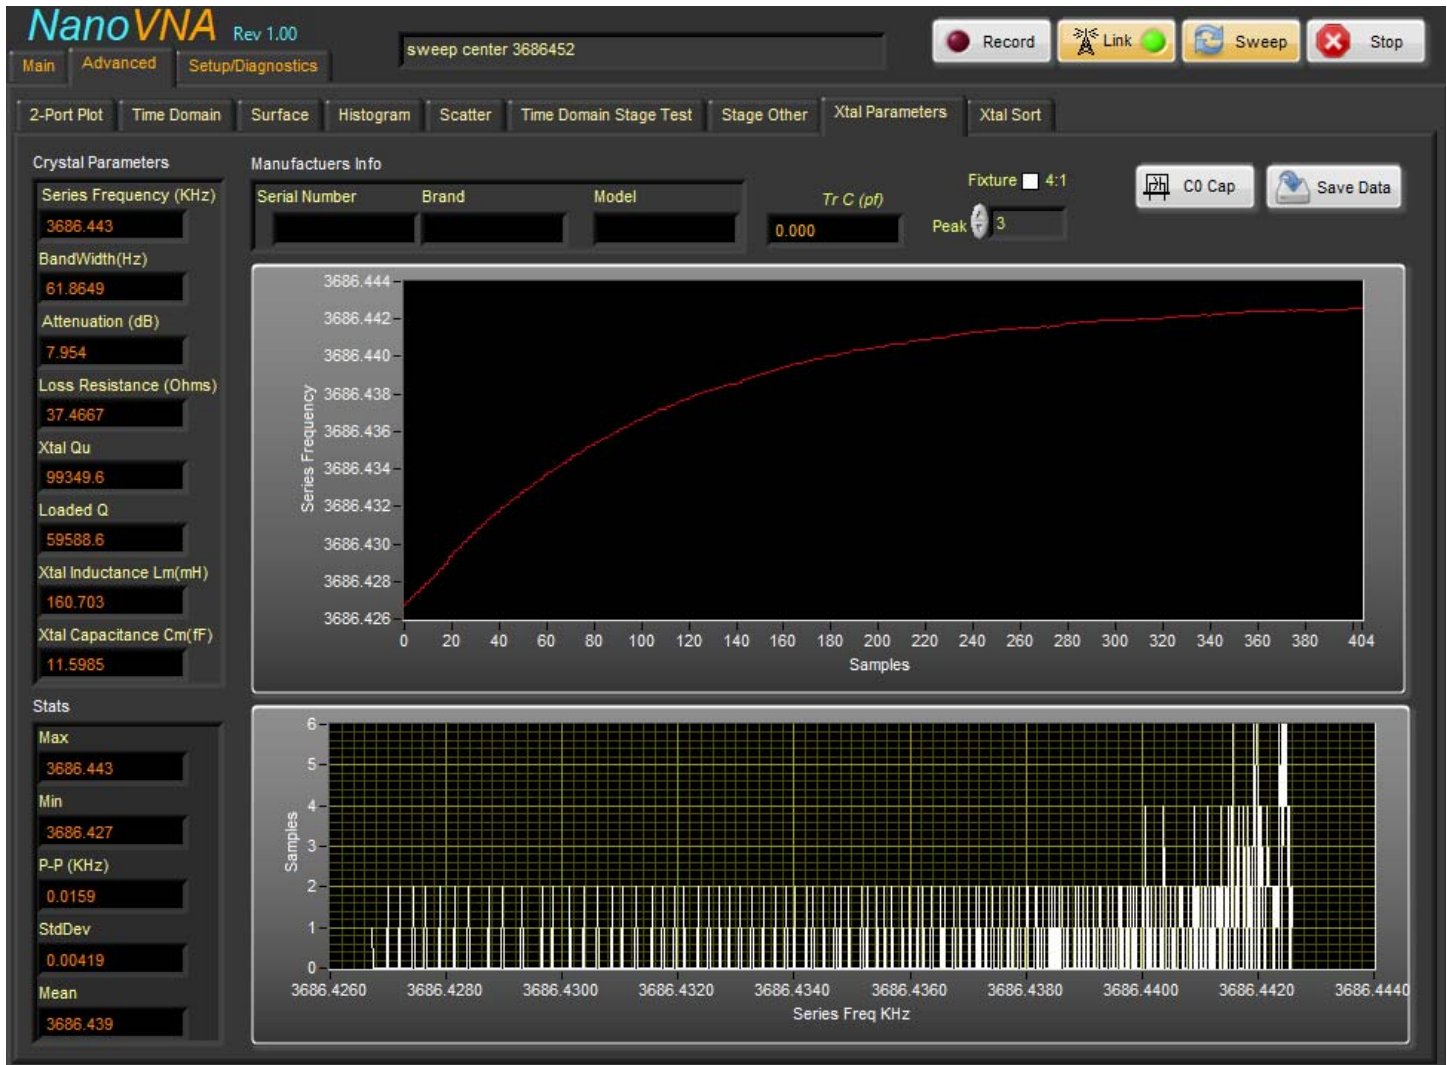 NanoVNA Rev 1.00
sweep center 3686452
Record
Link
Sweep
Stop
Main Advanced Setup/Diagnostics
2-Port Plot Time Domain Surface Histogram Scatter Time Domain Stage Test Stage Other Xtal Parameters Xtal Sort
Crystal Parameters
Series Frequency (KHz)
3686.443
BandWidth(Hz)
61.8649
Attenuation (dB)
7.954
Loss Resistance (Ohms)
37.4667
Xtal Qu
99349.6
Loaded Q
59588.6
Xtal Inductance Lm(mH)
160.703
Xtal Capacitance Cm(fF)
11.5985
Stats
Max
3686.443
Min
3686.427
P-P (KHz)
0.0159
StdDev
0.00419
Mean
3686.439
Manufactuers Info
Serial Number Brand Model
Tr C (pf)
0.000
Fixture 4:1
Peak 3
C0 Cap
Save Data
3686.444
3686.442
3686.440
3686.438
3686.436
3686.434
3686.432
3686.430
3686.428
3686.426
Series Frequency
0 20 40 60 80 100 120 140 160 180 200 220 240 260 280 300 320 340 360 380 404
Samples
6
5
4
3
2
1
0
Samples
3686.4260 3686.4280 3686.4300 3686.4320 3686.4340 3686.4360 3686.4380 3686.4400 3686.4420 3686.4440
Series Freq KHz